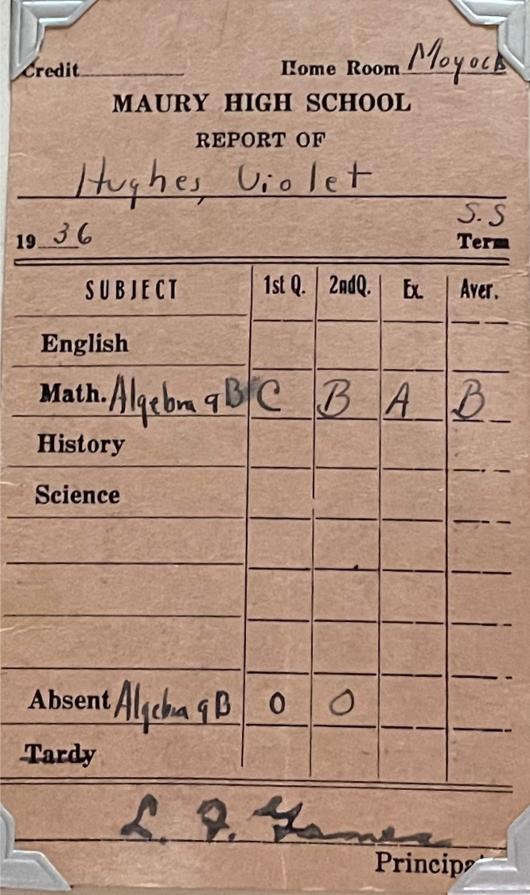 Credit Home Room Moyock
MAURY HIGH SCHOOL
REPORT OF
Hughes, Violet
S.S
19 36 Term
SUBJECT 1st Q. 2ndQ. Ex. Aver.
English
Math. Algebra 9B C B A B
History
Science
Absent Algebra 9B 0 0
Tardy
L. J.
Principal